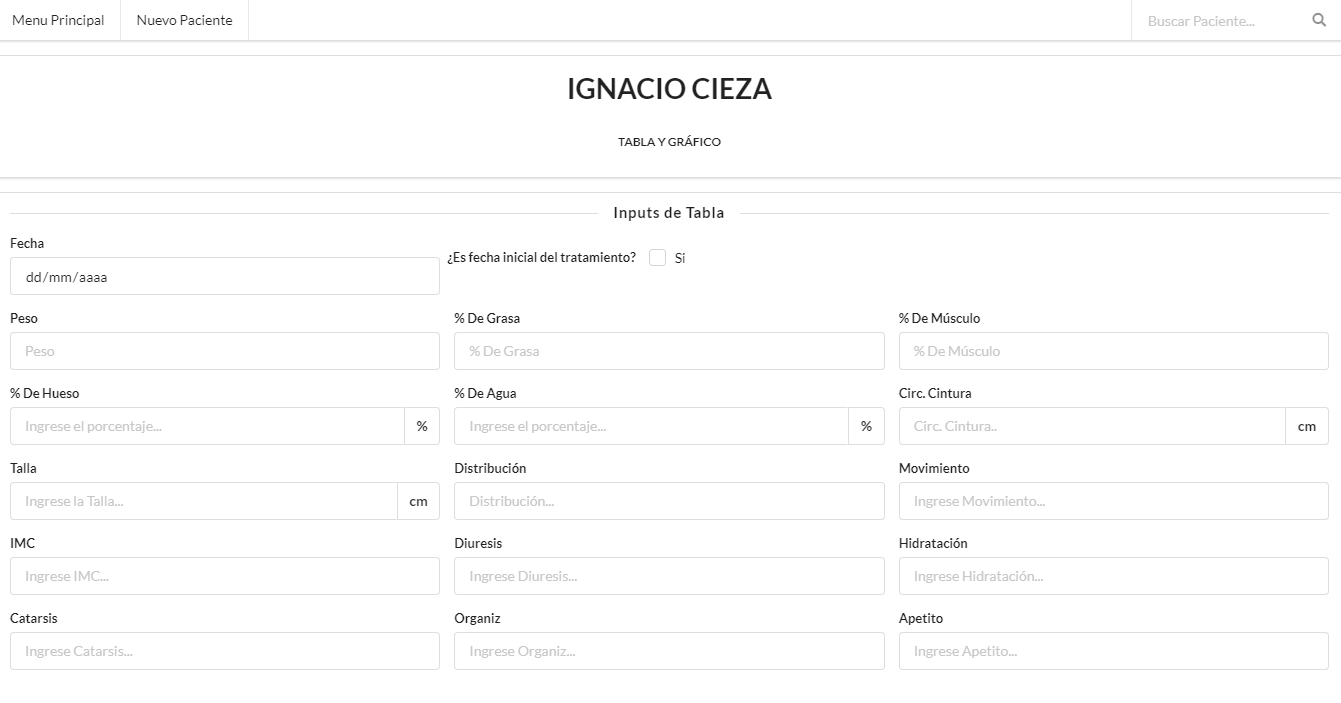 Menu Principal
Nuevo Paciente
Buscar Paciente...
IGNACIO CIEZA
TABLA Y GRÁFICO
Inputs de Tabla
Fecha
¿Es fecha inicial del tratamiento?
Si
dd/mm/aaaa
Peso
% De Grasa
% De Músculo
Peso
% De Grasa
% De Músculo
% De Hueso
% De Agua
Circ. Cintura
Ingrese el porcentaje...
%
Ingrese el porcentaje...
%
Circ. Cintura..
cm
Talla
Distribución
Movimiento
Ingrese la Talla...
cm
Distribución...
Ingrese Movimiento...
IMC
Diuresis
Hidratación
Ingrese IMC...
Ingrese Diuresis...
Ingrese Hidratación...
Catarsis
Organiz
Apetito
Ingrese Catarsis...
Ingrese Organiz...
Ingrese Apetito...